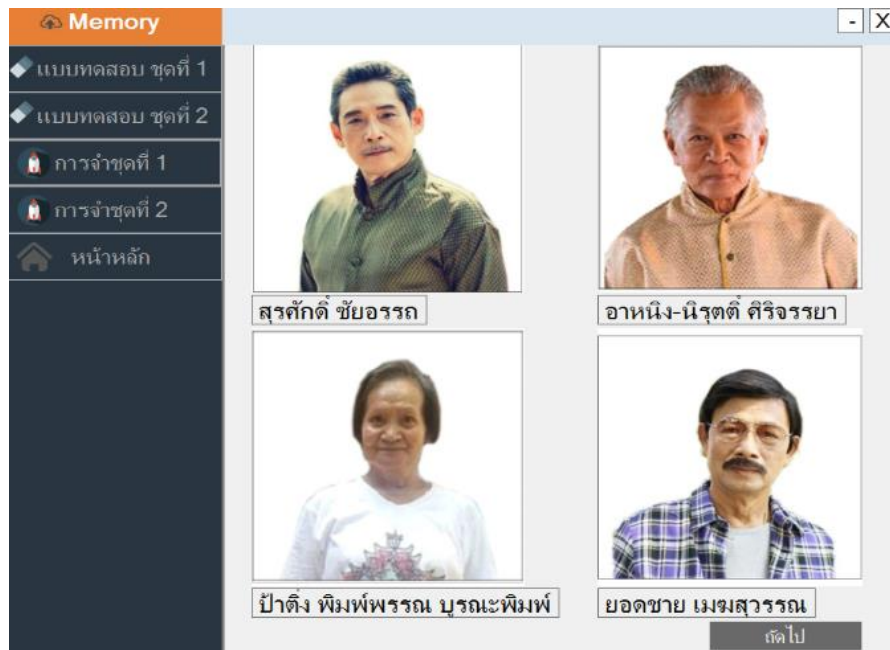 Memory
- X
แบบทดสอบ ชุดที่ 1
แบบทดสอบ ชุดที่ 2
การจำชุดที่ 1
การจำชุดที่ 2
หน้าหลัก
สุรศักดิ์ ชัยอรรถ
อาหนิง-นิรุตติ์ ศิริจรรยา
ป้าติ่ง พิมพ์พรรณ บูรณะพิมพ์
ยอดชาย เมฆสุวรรณ
ถัดไป